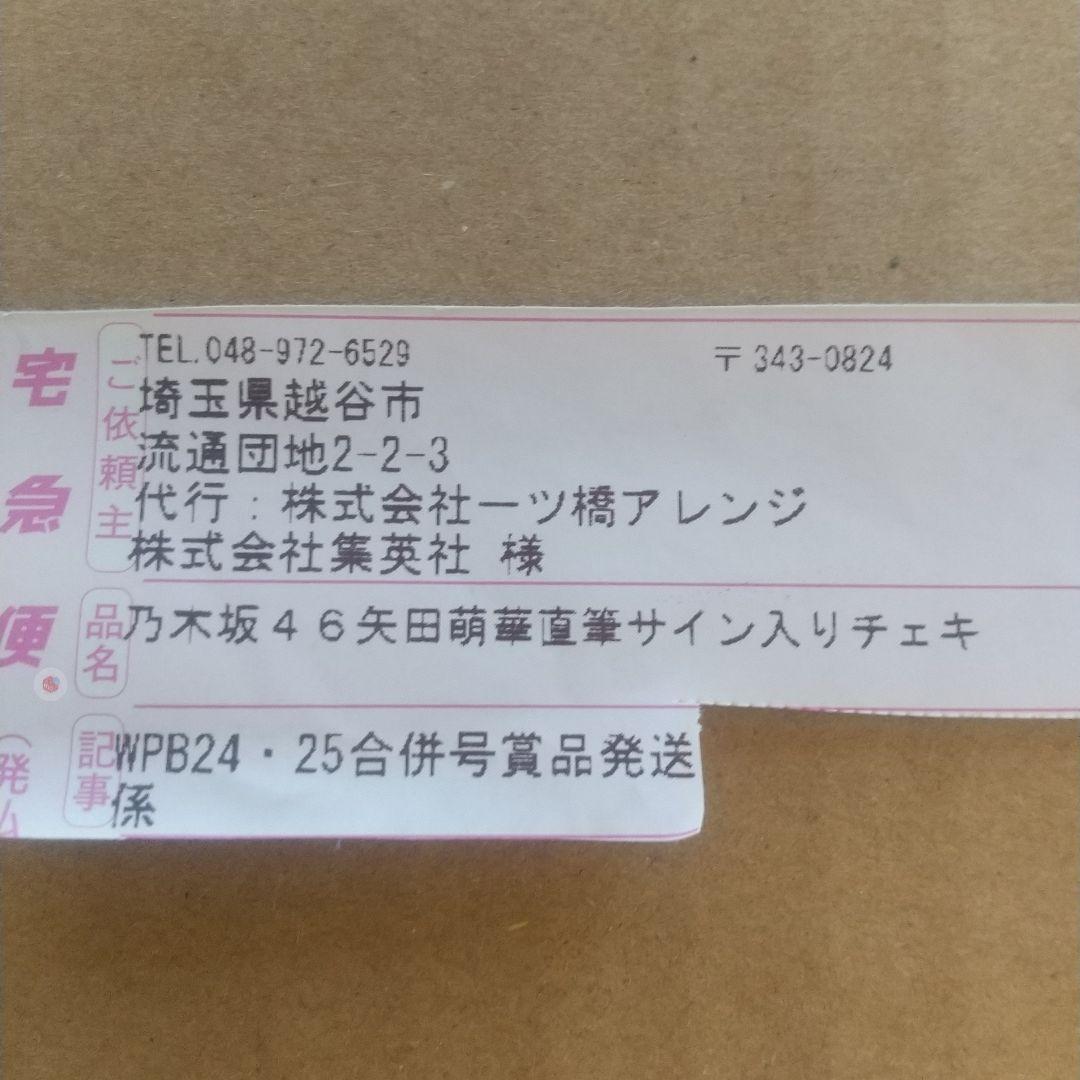 宅急便
ご依頼主
TEL.048-972-6529 〒343-0824
埼玉県越谷市
流通団地2-2-3
代行：株式会社一ツ橋アレンジ
株式会社集英社 様
品名
乃木坂４６矢田萌華直筆サイン入りチェキ
（発払
記事
WPB24・25合併号賞品発送
係